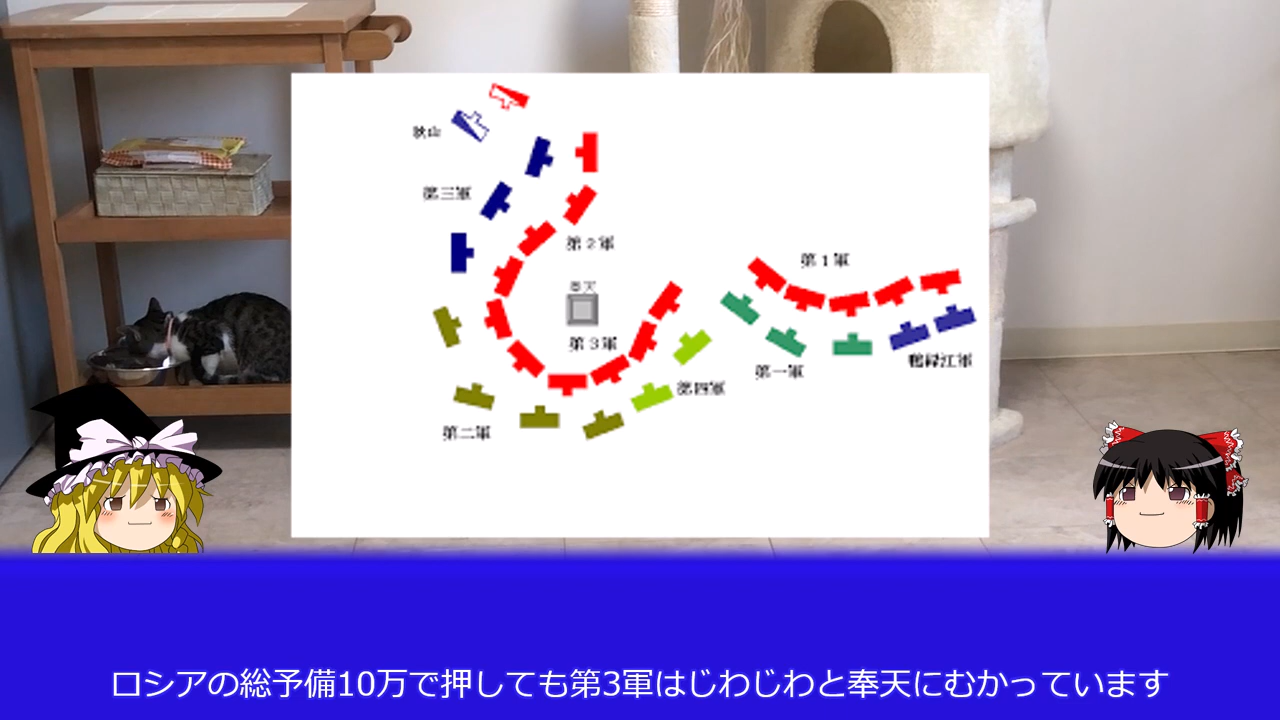 秋山
第三軍
第２軍
第１軍
奉天
第３軍
第一軍
鴨緑江軍
第四軍
第二軍
ロシアの総予備10万で押しても第3軍はじわじわと奉天にむかっています